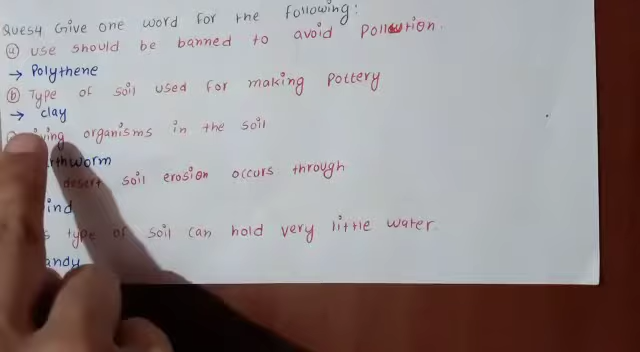 Ques4 Give one word for the following:
(a) Use should be banned to avoid Pollution.
→ Polythene
(b) Type of soil used for making Pottery
→ clay
organisms in the soil
desert soil erosion occurs through
type of soil can hold very little water.